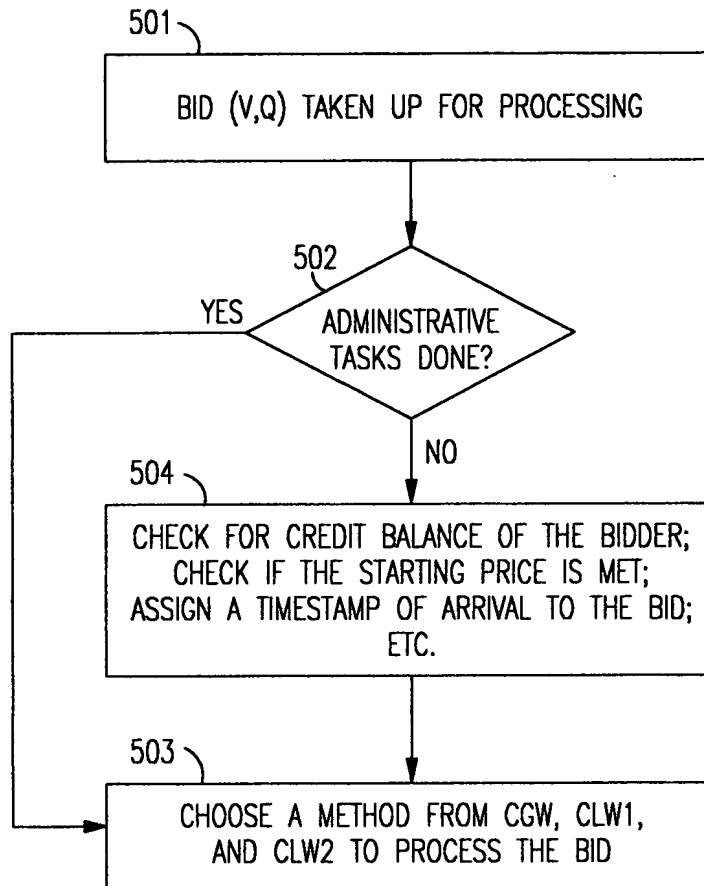 501
BID (V,Q) TAKEN UP FOR PROCESSING
502
YES
ADMINISTRATIVE
TASKS DONE?
NO
504
CHECK FOR CREDIT BALANCE OF THE BIDDER;
CHECK IF THE STARTING PRICE IS MET;
ASSIGN A TIMESTAMP OF ARRIVAL TO THE BID;
ETC.
503
CHOOSE A METHOD FROM CGW, CLW1,
AND CLW2 TO PROCESS THE BID